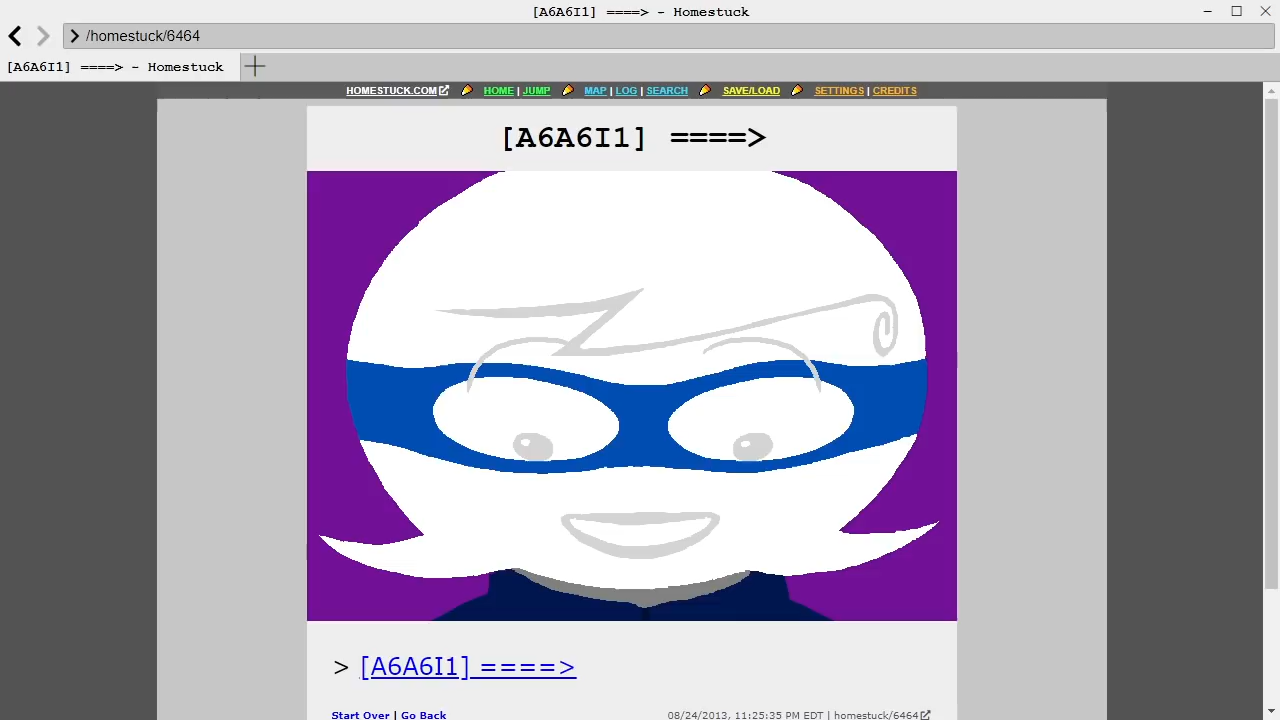 [A6A6I1] ====> - Homestuck
/homestuck/6464
[A6A6I1] ====> - Homestuck
HOMESTUCK.COM HOME | JUMP MAP | LOG | SEARCH SAVE/LOAD SETTINGS | CREDITS
[A6A6I1] ====>
> [A6A6I1] ====>
Start Over | Go Back 08/24/2013, 11:25:35 PM EDT | homestuck/6464